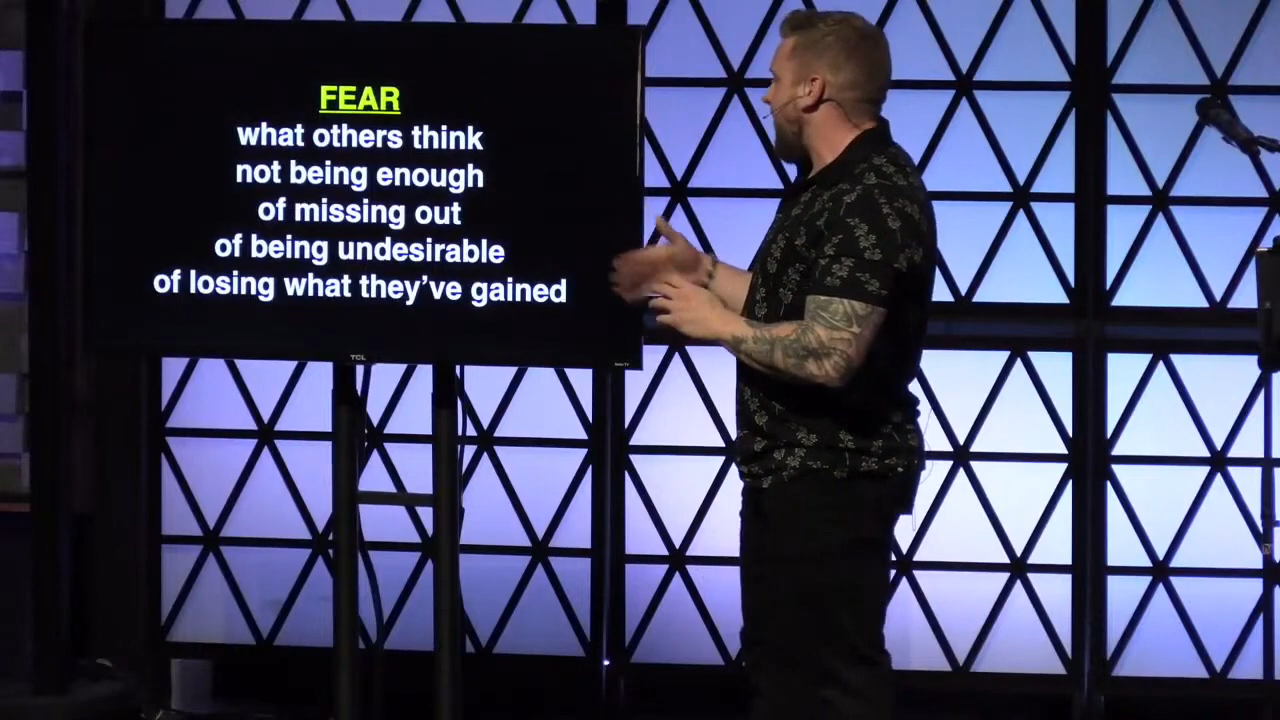 FEAR
what others think
not being enough
of missing out
of being undesirable
of losing what they've gained
TCL